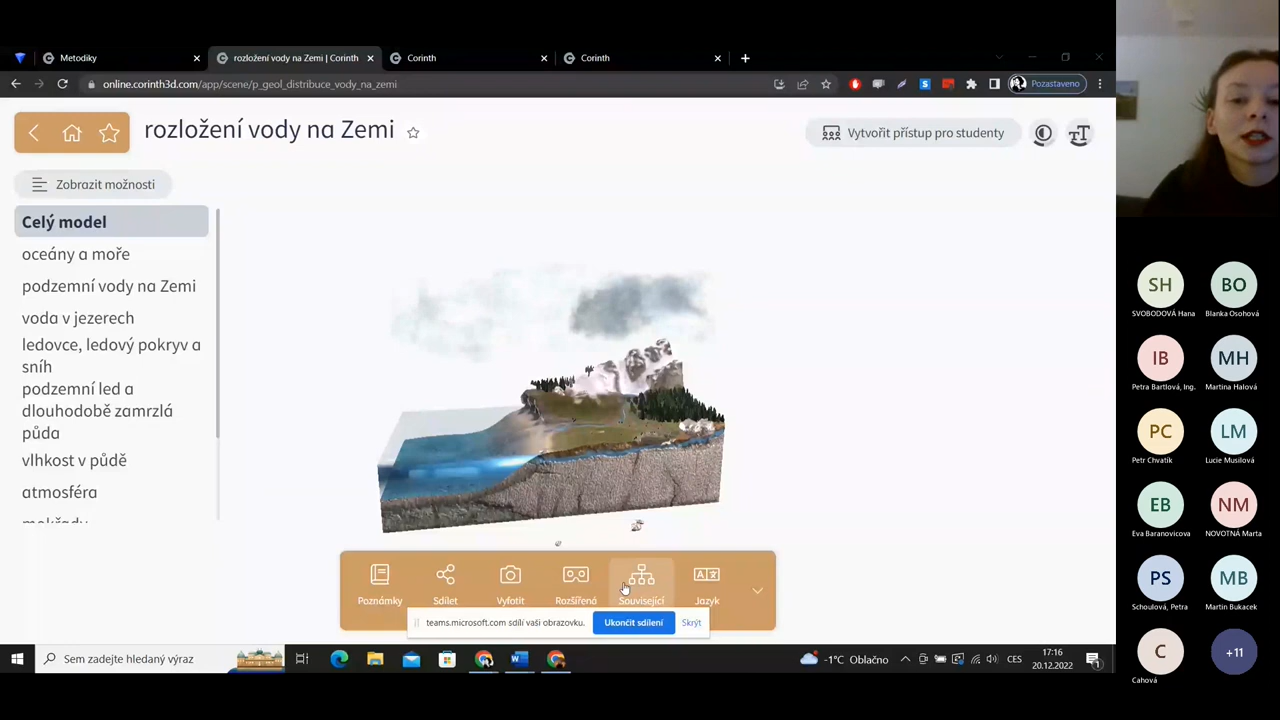 Metodiky
rozložení vody na Zemi | Corinth
Corinth
Corinth
online.corinth3d.com/app/scene/p_geol_distribuce_vody_na_zemi
Pozastaveno
rozložení vody na Zemi
Vytvořit přístup pro studenty
Zobrazit možnosti
Celý model
oceány a moře
podzemní vody na Zemi
voda v jezerech
ledovce, ledový pokryv a
sníh
podzemní led a
dlouhodobě zamrzlá
půda
vlhkost v půdě
atmosféra
mokřady
Poznámky
Sdílet
Vyfotit
Rozšířená
Související
Jazyk
teams.microsoft.com sdílí vaši obrazovku.
Ukončit sdílení
Skrýt
Sem zadejte hledaný výraz
-1°C Oblačno
CES
17:16
20.12.2022
1
SH
SVOBODOVÁ Hana
BO
Blanka Osohová
IB
Petra Bartlová, Ing.
MH
Martina Halová
PC
Petr Chvatík
LM
Lucie Musilová
EB
Eva Baranovicova
NM
NOVOTNÁ Marta
PS
Schoulová, Petra
MB
Martin Bukacek
C
Cahová
+11